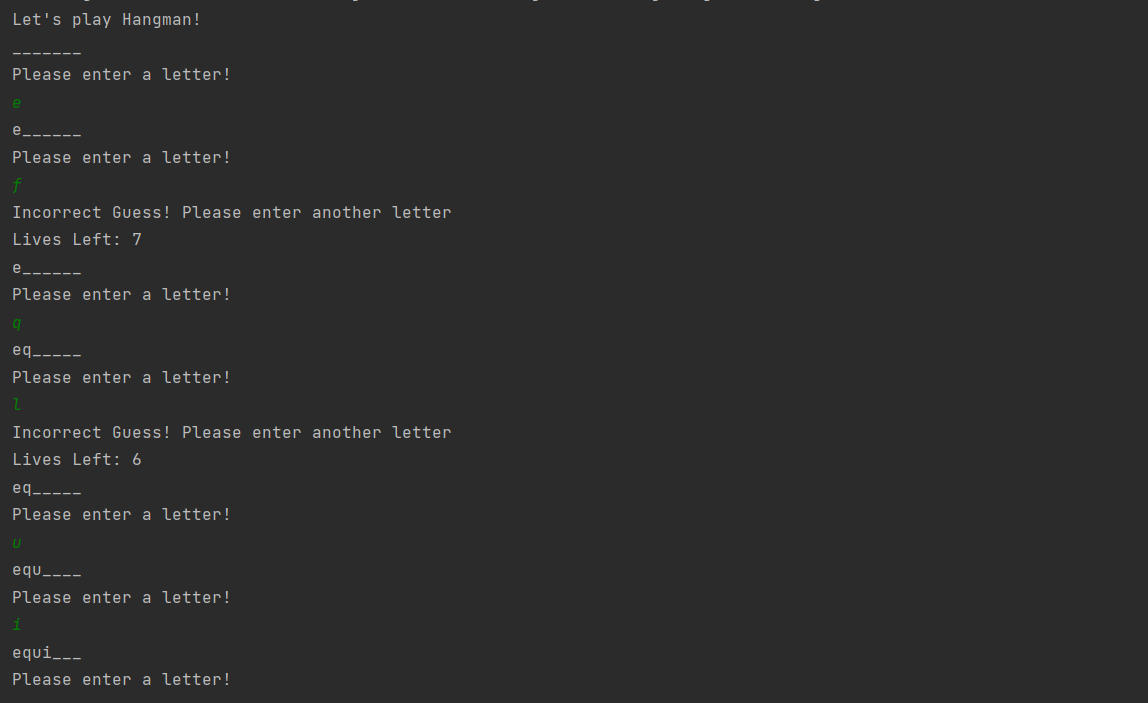 Let's play Hangman!
_______
Please enter a letter!
e
e______
Please enter a letter!
f
Incorrect Guess! Please enter another letter
Lives Left: 7
e______
Please enter a letter!
q
eq_____
Please enter a letter!
l
Incorrect Guess! Please enter another letter
Lives Left: 6
eq_____
Please enter a letter!
u
equ____
Please enter a letter!
i
equi___
Please enter a letter!